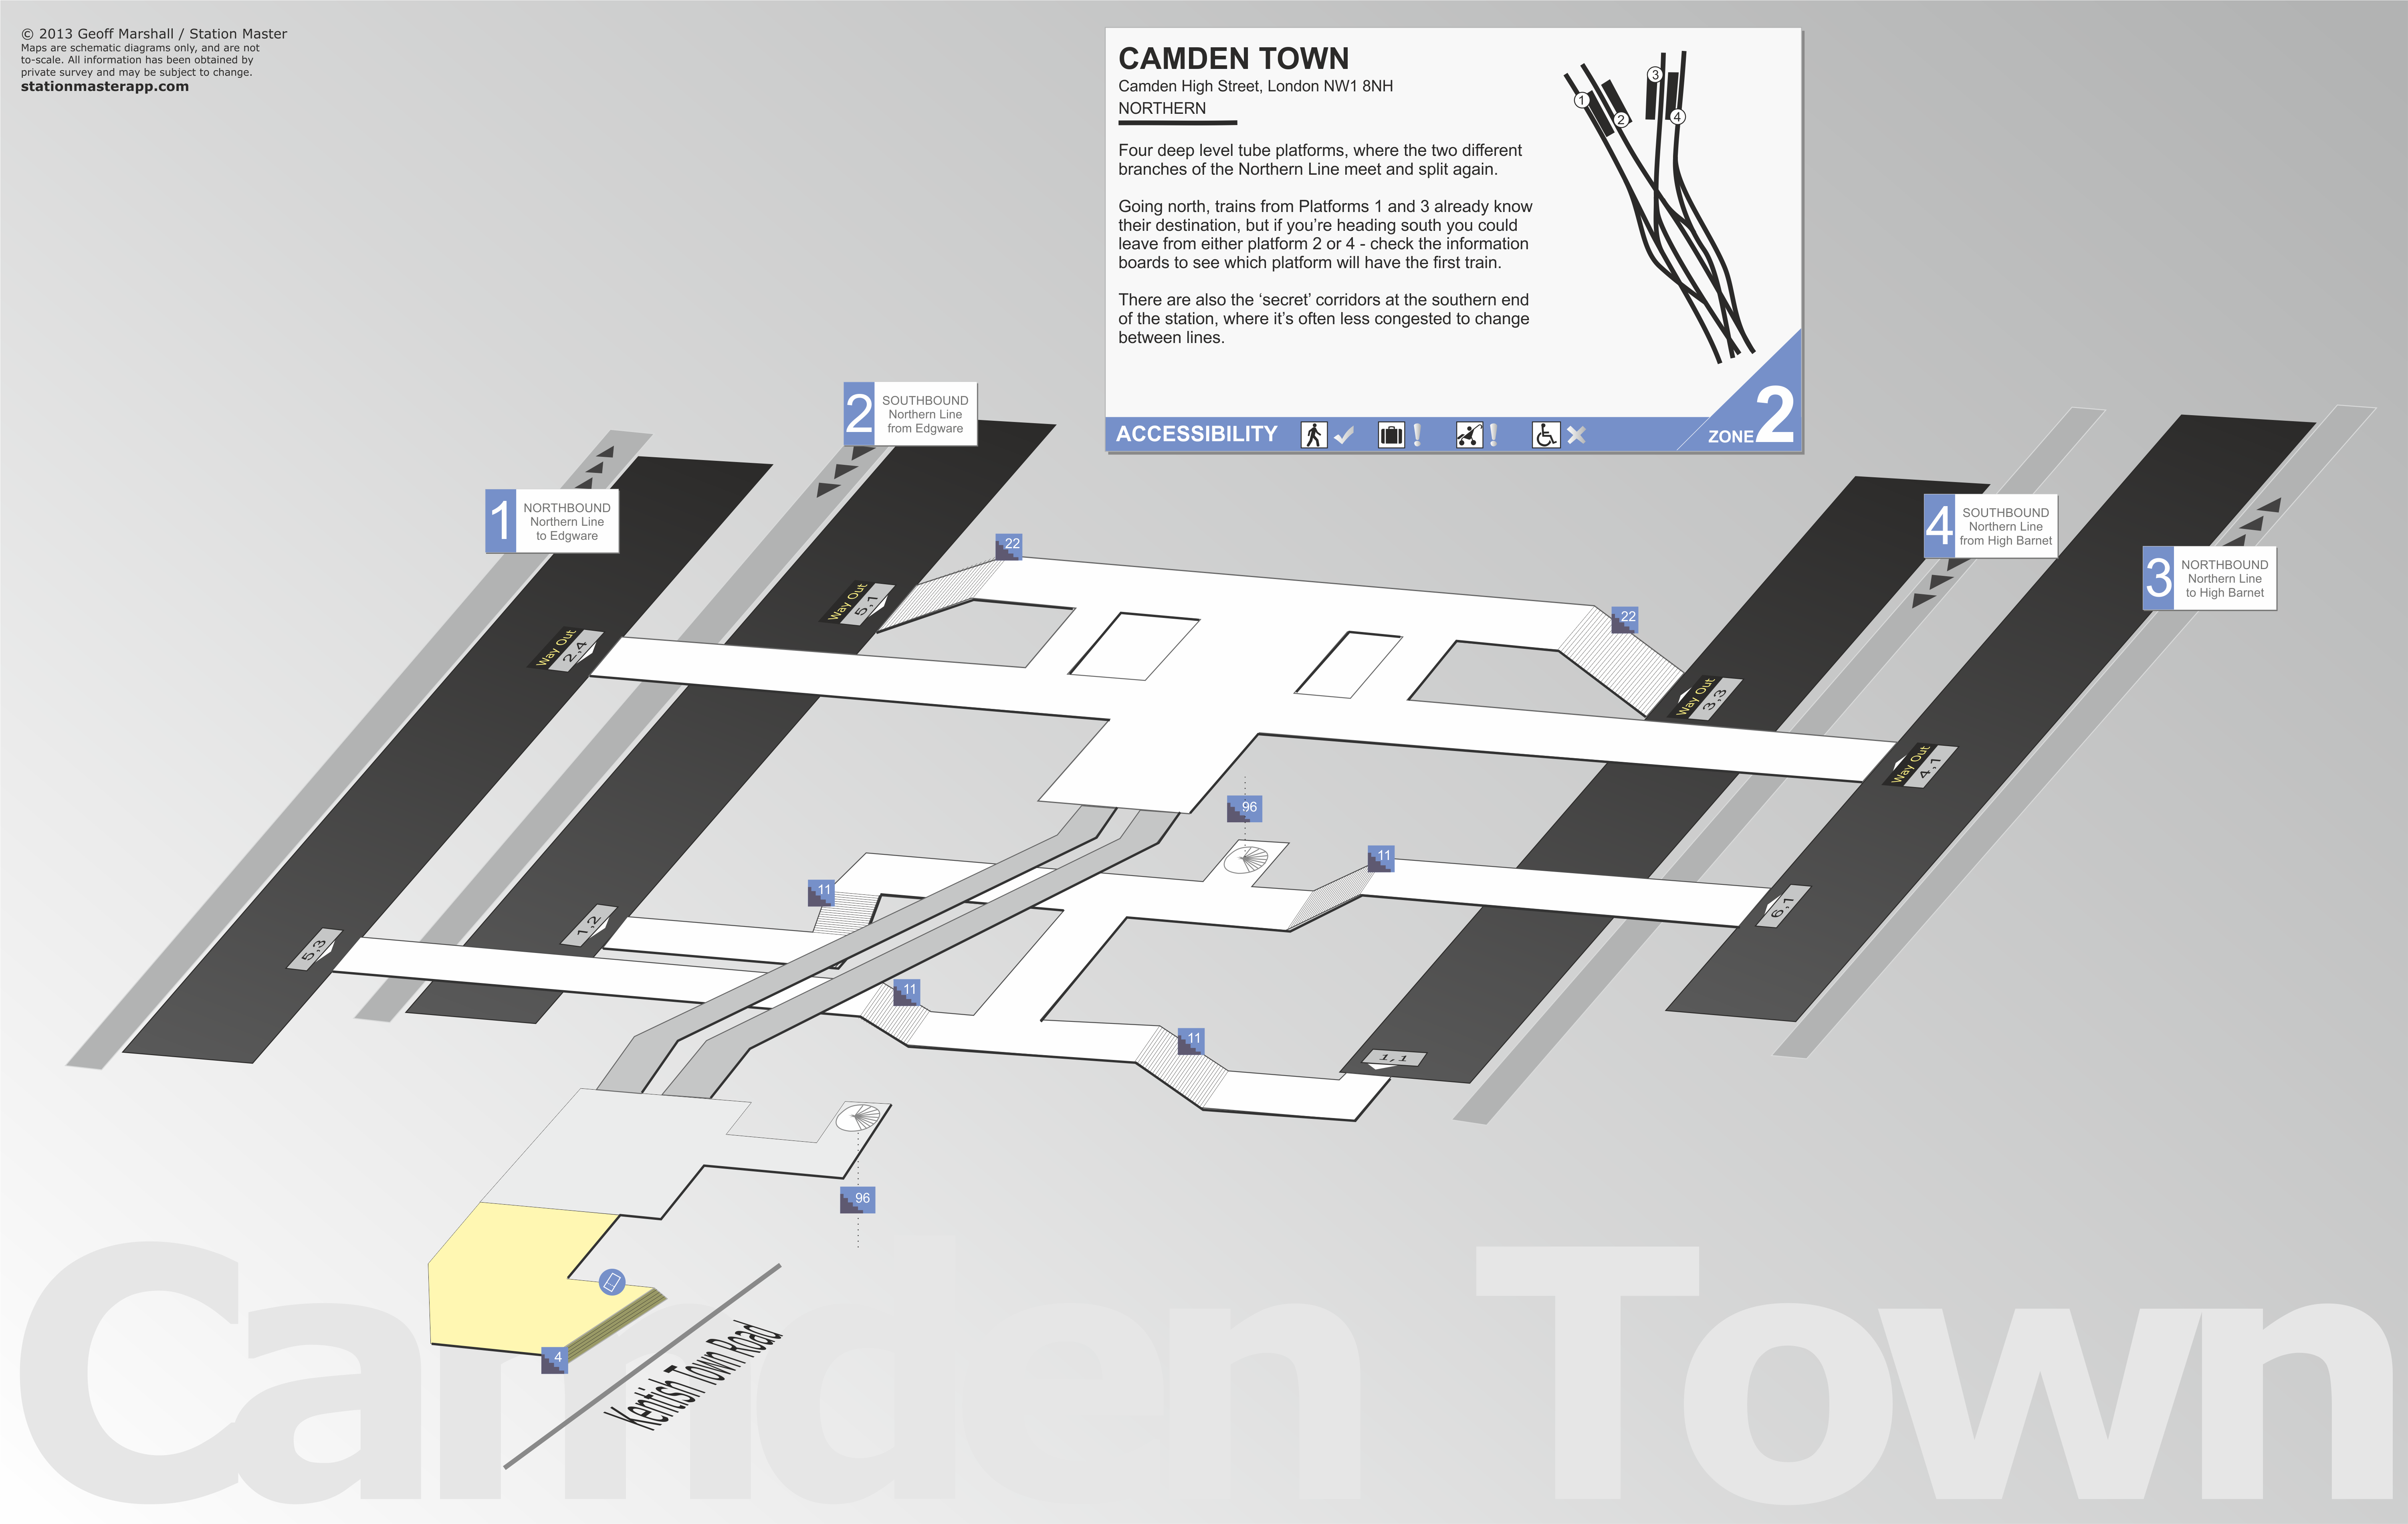 © 2013 Geoff Marshall / Station Master
Maps are schematic diagrams only, and are not
to-scale. All information has been obtained by
private survey and may be subject to change.
stationmasterapp.com
CAMDEN TOWN
Camden High Street, London NW1 8NH
NORTHERN
Four deep level tube platforms, where the two different
branches of the Northern Line meet and split again.
Going north, trains from Platforms 1 and 3 already know
their destination, but if you're heading south you could
leave from either platform 2 or 4 - check the information
boards to see which platform will have the first train.
There are also the ‘secret’ corridors at the southern end
of the station, where it's often less congested to change
between lines.
1
2
3
4
ACCESSIBILITY
!
!
ZONE 2
2
SOUTHBOUND
Northern Line
from Edgware
1
NORTHBOUND
Northern Line
to Edgware
4
SOUTHBOUND
Northern Line
from High Barnet
3
NORTHBOUND
Northern Line
to High Barnet
22
22
Way Out
5,1
Way Out
2,4
Way Out
3,3
Way Out
4,1
96
11
11
1,2
6,1
5,3
11
11
1,1
96
4
Kentish Town Road
Camden Town